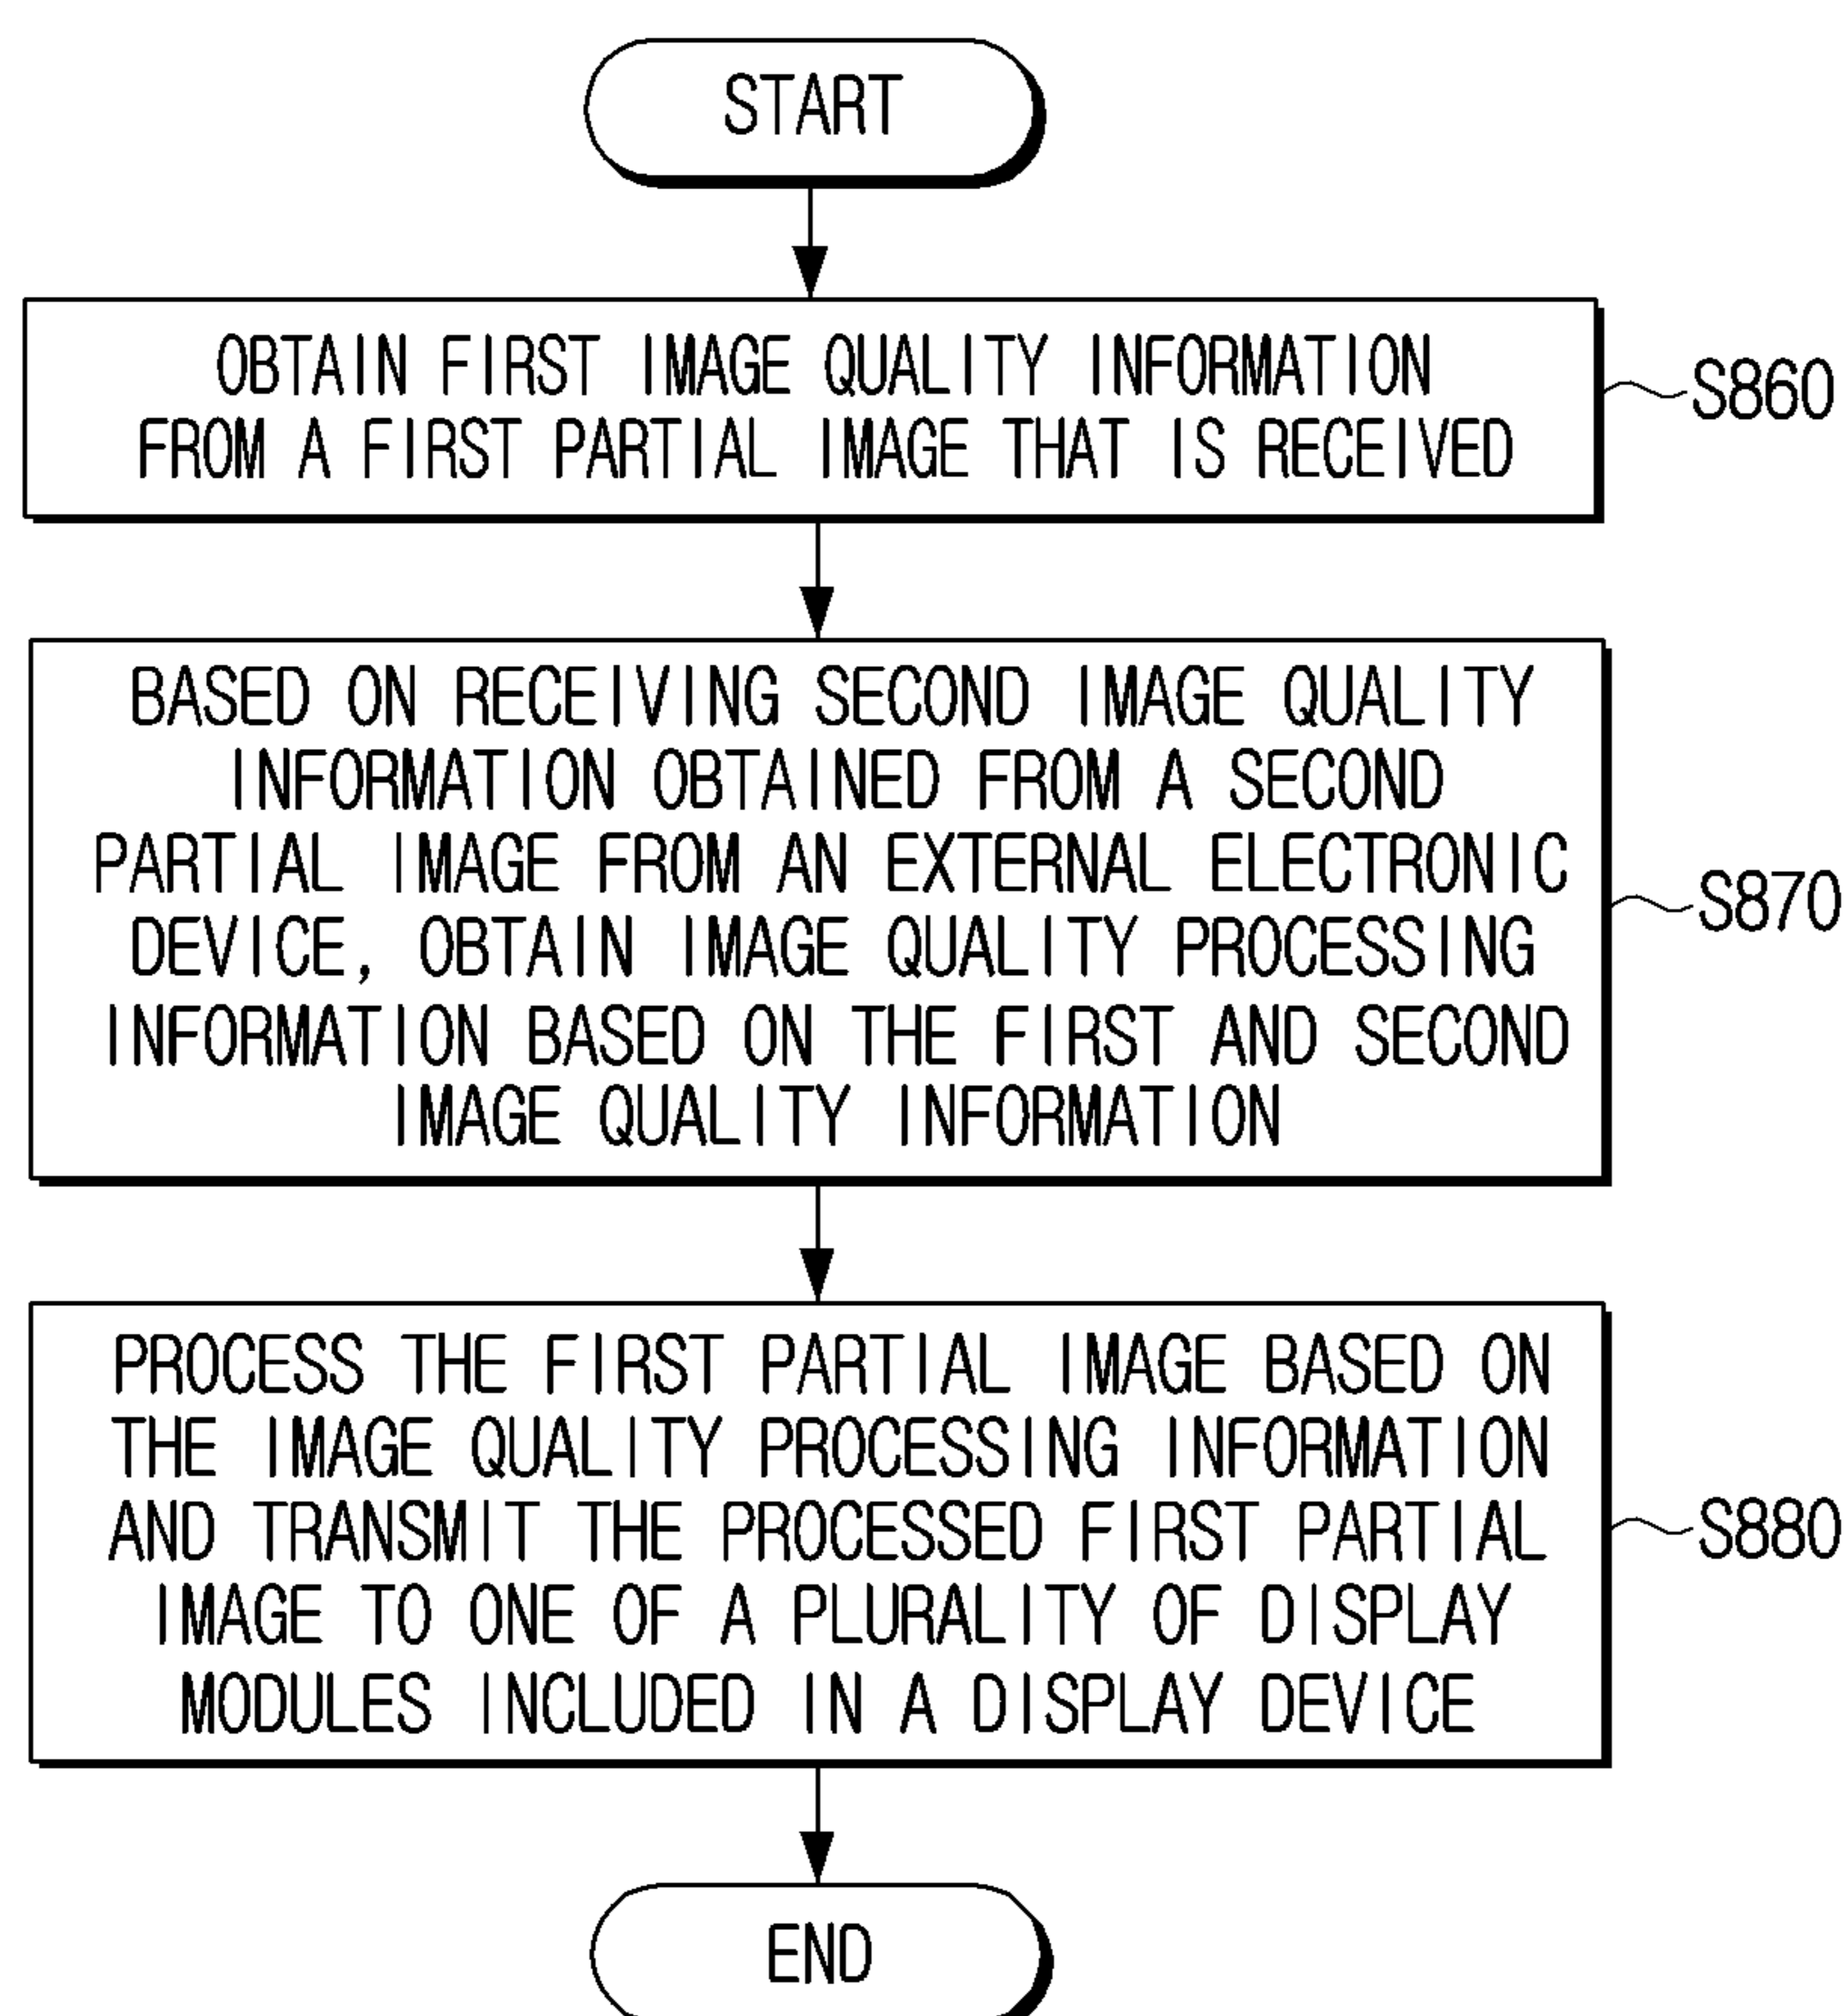 START
OBTAIN FIRST IMAGE QUALITY INFORMATION
FROM A FIRST PARTIAL IMAGE THAT IS RECEIVED
S860
BASED ON RECEIVING SECOND IMAGE QUALITY
INFORMATION OBTAINED FROM A SECOND
PARTIAL IMAGE FROM AN EXTERNAL ELECTRONIC
DEVICE, OBTAIN IMAGE QUALITY PROCESSING
INFORMATION BASED ON THE FIRST AND SECOND
IMAGE QUALITY INFORMATION
S870
PROCESS THE FIRST PARTIAL IMAGE BASED ON
THE IMAGE QUALITY PROCESSING INFORMATION
AND TRANSMIT THE PROCESSED FIRST PARTIAL
IMAGE TO ONE OF A PLURALITY OF DISPLAY
MODULES INCLUDED IN A DISPLAY DEVICE
S880
END